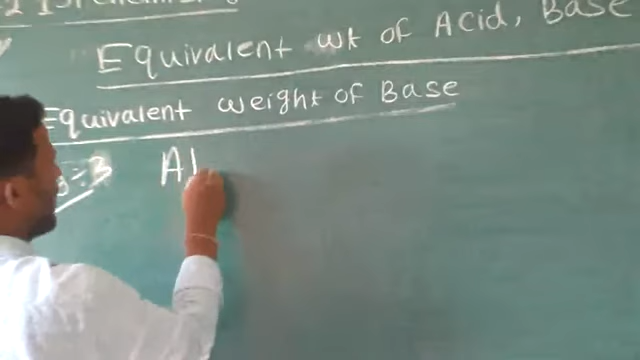 Equivalent wt of Acid, Base
Equivalent weight of Base
Al